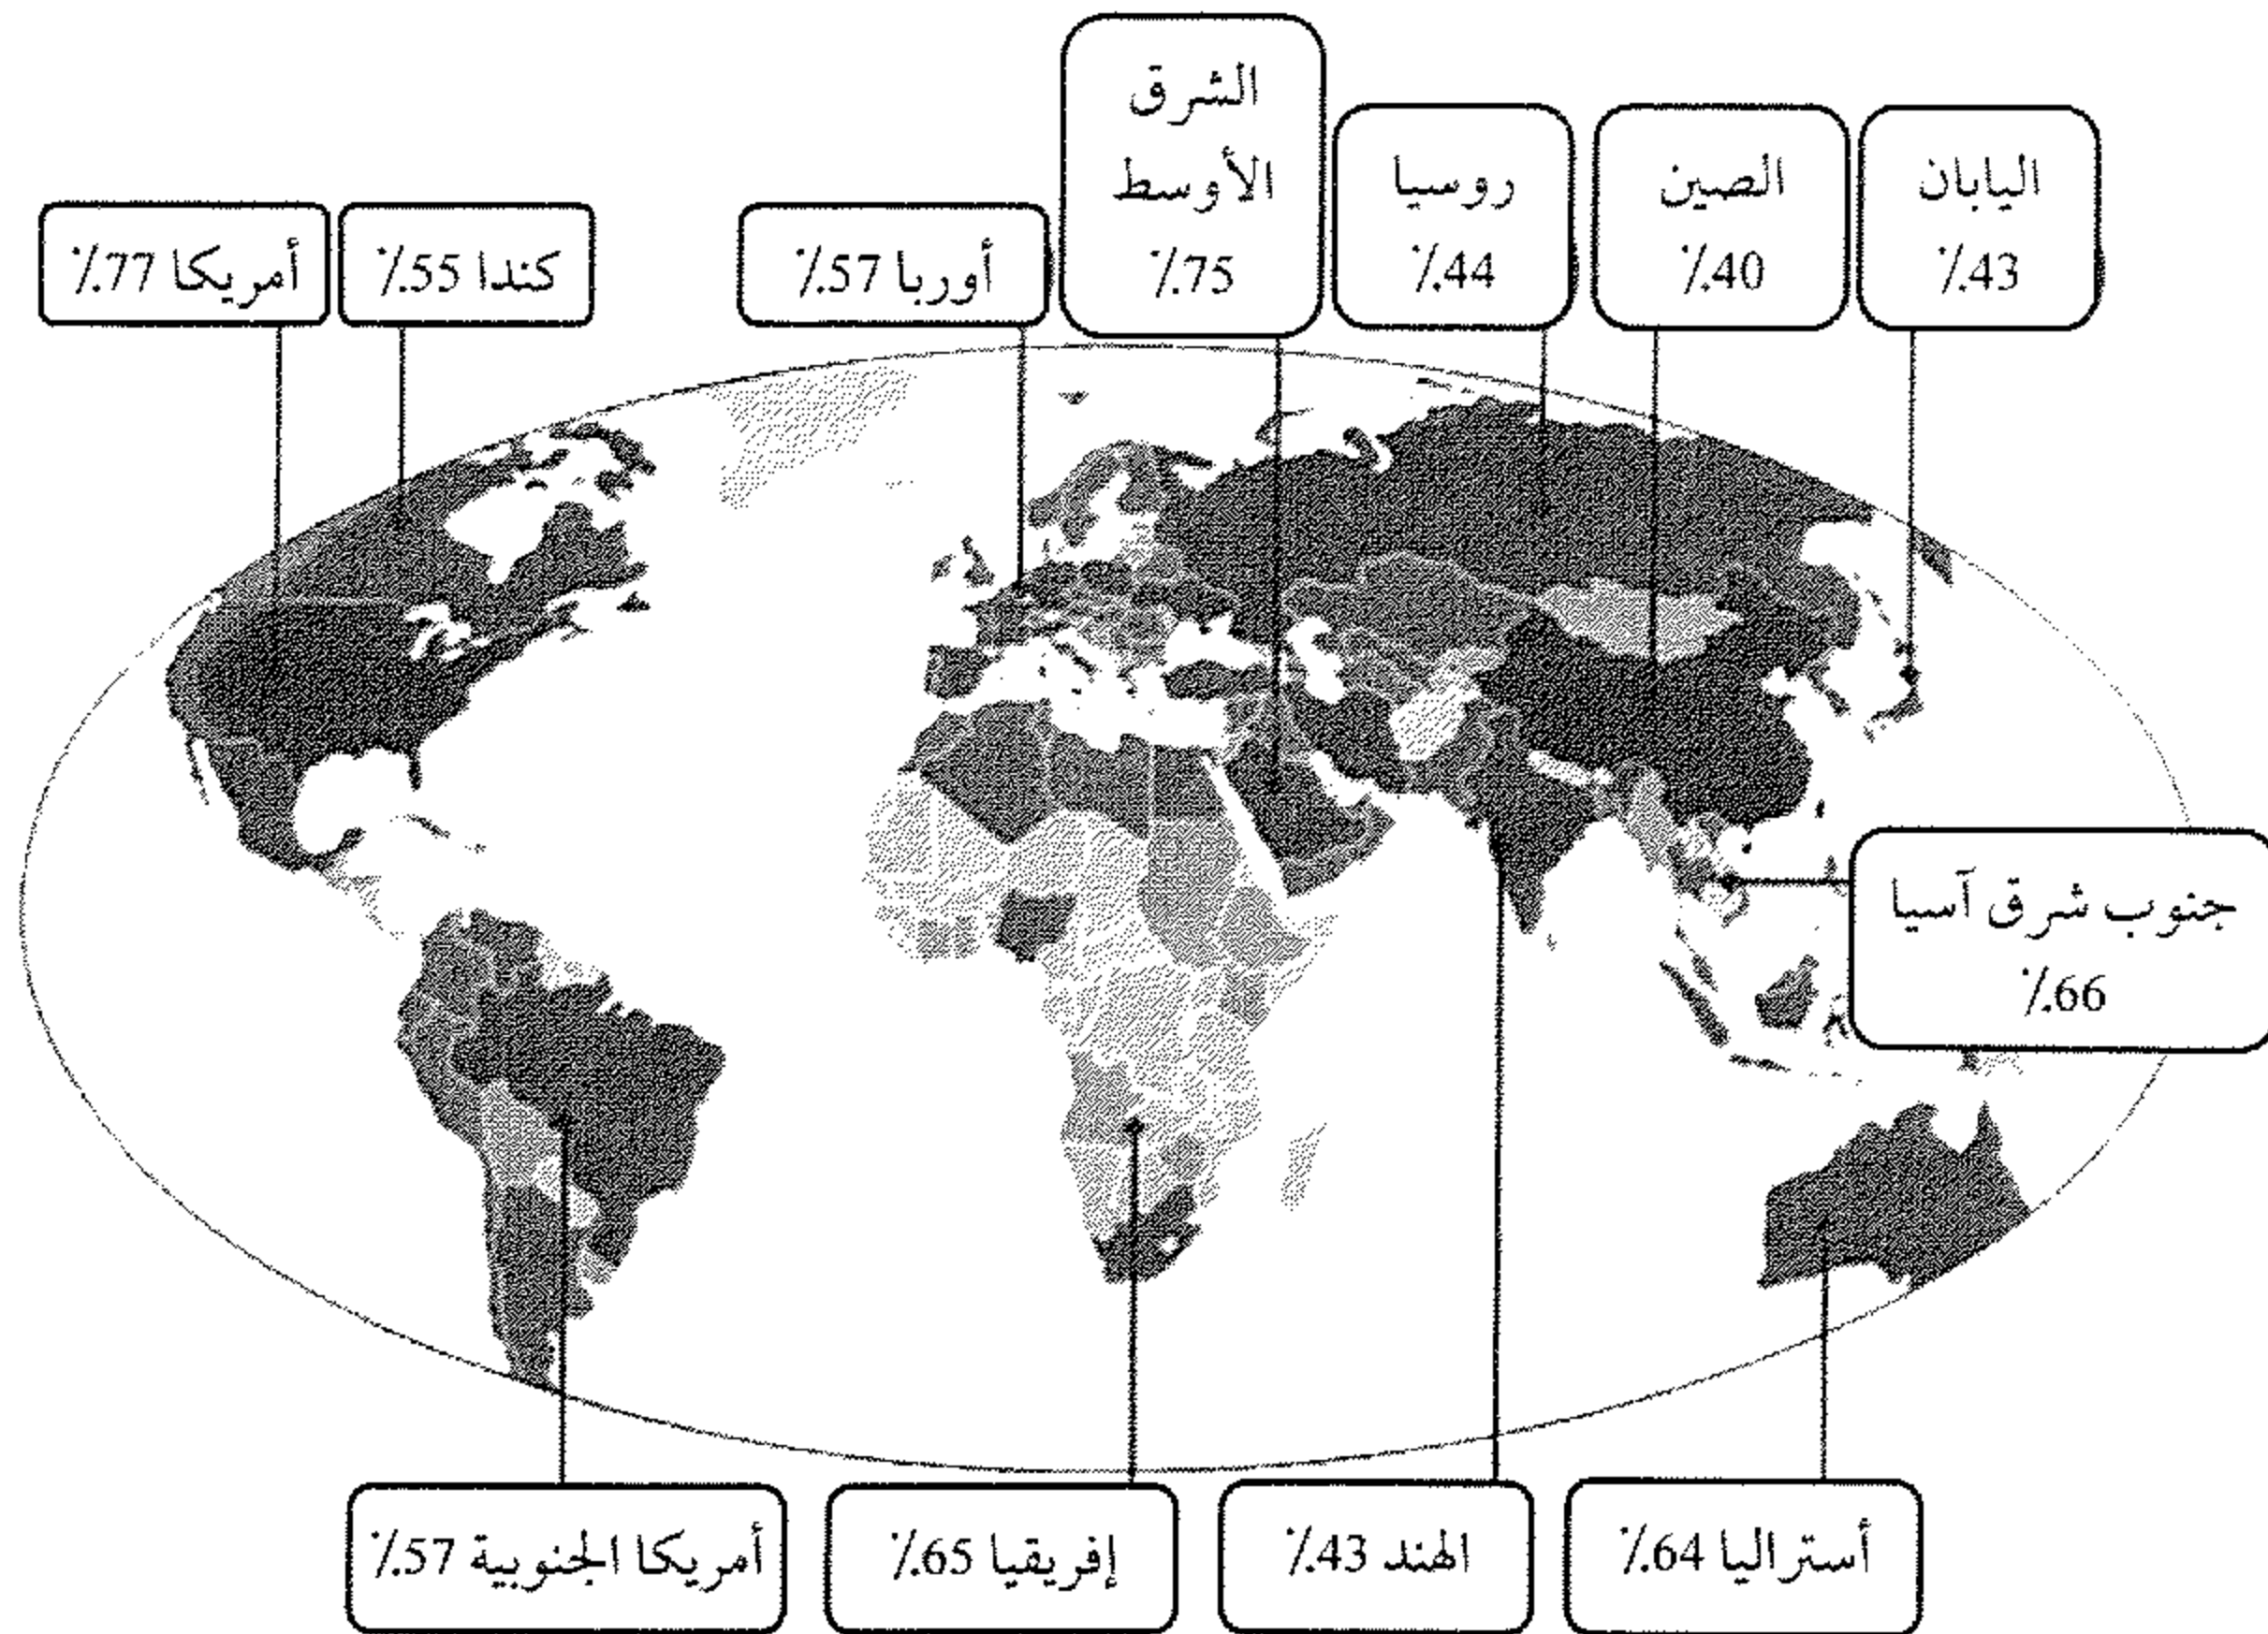 الشرق
الأوسط
٪75
روسيا
٪44
الصين
٪40
اليابان
٪43
أمريكا 77٪
كندا 55٪
أوربا 57٪
جنوب شرق آسيا
٪66
أمريكا الجنوبية 57٪
إفريقيا 65٪
الهند 43٪
أستراليا 64٪